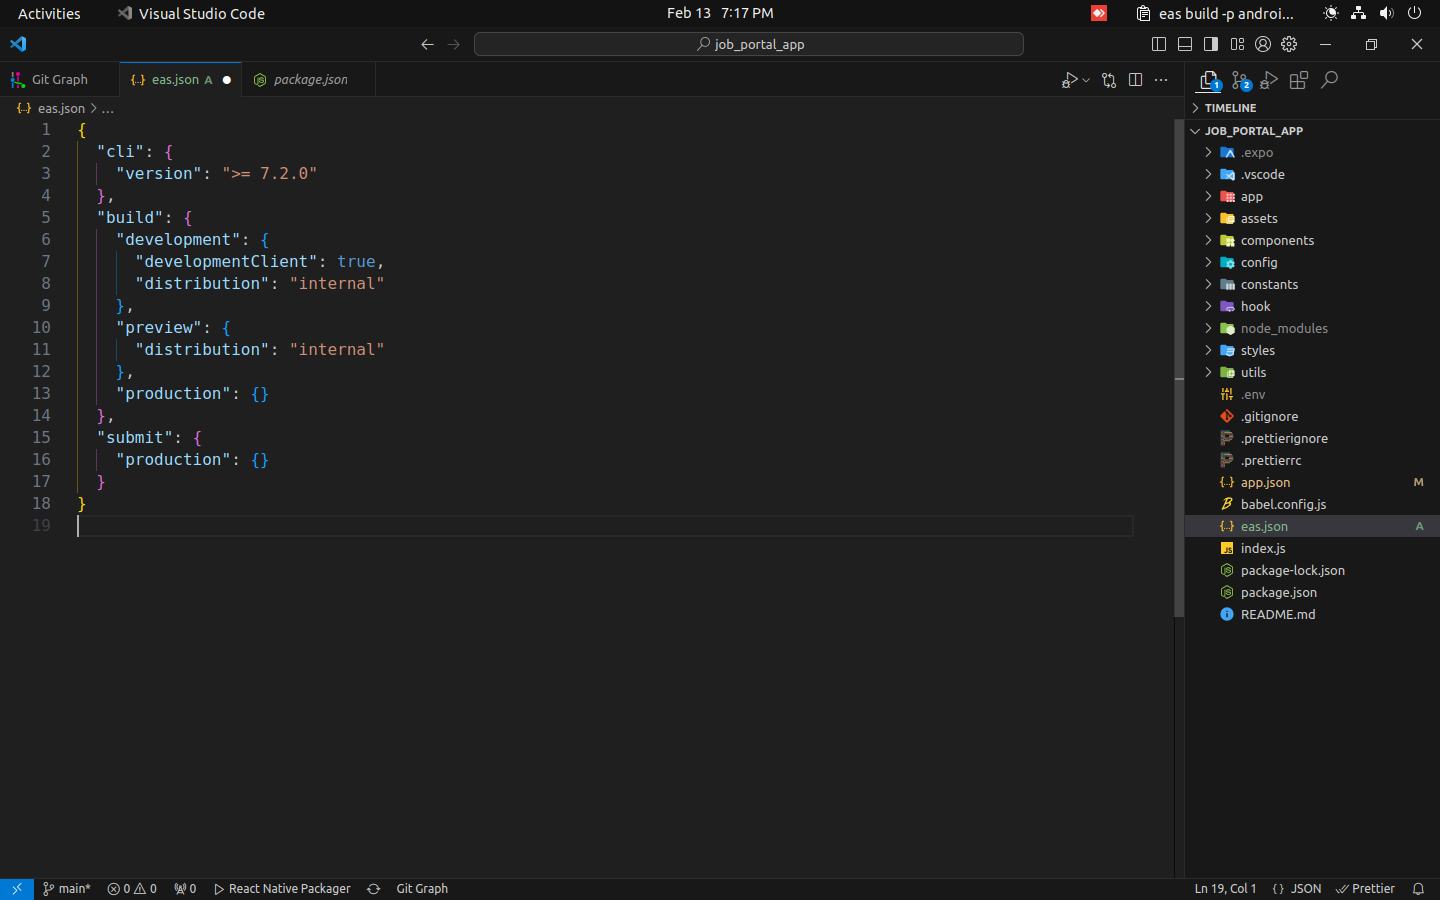 Activities
Visual Studio Code
Feb 13 7:17 PM
eas build -p androi...
job_portal_app
Git Graph
eas.json A
package.json
eas.json > ...
1 {
2 "cli": {
3 "version": ">= 7.2.0"
4 },
5 "build": {
6 "development": {
7 "developmentClient": true,
8 "distribution": "internal"
9 },
10 "preview": {
11 "distribution": "internal"
12 },
13 "production": {}
14 },
15 "submit": {
16 "production": {}
17 }
18 }
19
1
2
TIMELINE
JOB_PORTAL_APP
.expo
.vscode
app
assets
components
config
constants
hook
node_modules
styles
utils
.env
.gitignore
.prettierignore
.prettierrc
app.json M
babel.config.js
eas.json A
index.js
package-lock.json
package.json
README.md
main* 0 0 0 React Native Packager Git Graph
Ln 19, Col 1 {} JSON Prettier